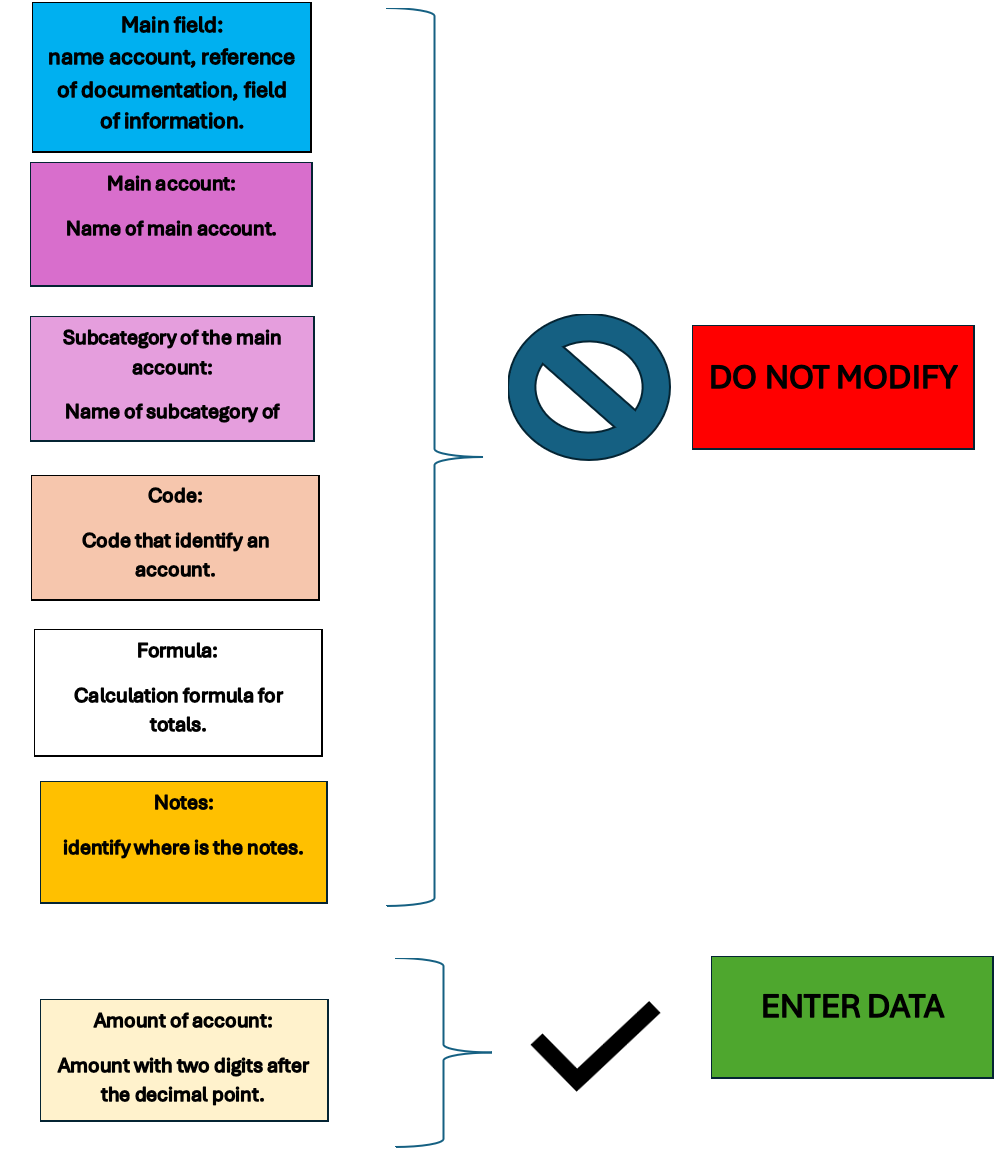 Main field:
name account, reference
of documentation, field
of information.
Main account:
Name of main account.
Subcategory of the main
account:
Name of subcategory of
Code:
Code that identify an
account.
Formula:
Calculation formula for
totals.
Notes:
identify where is the notes.
DO NOT MODIFY
Amount of account:
Amount with two digits after
the decimal point.
ENTER DATA